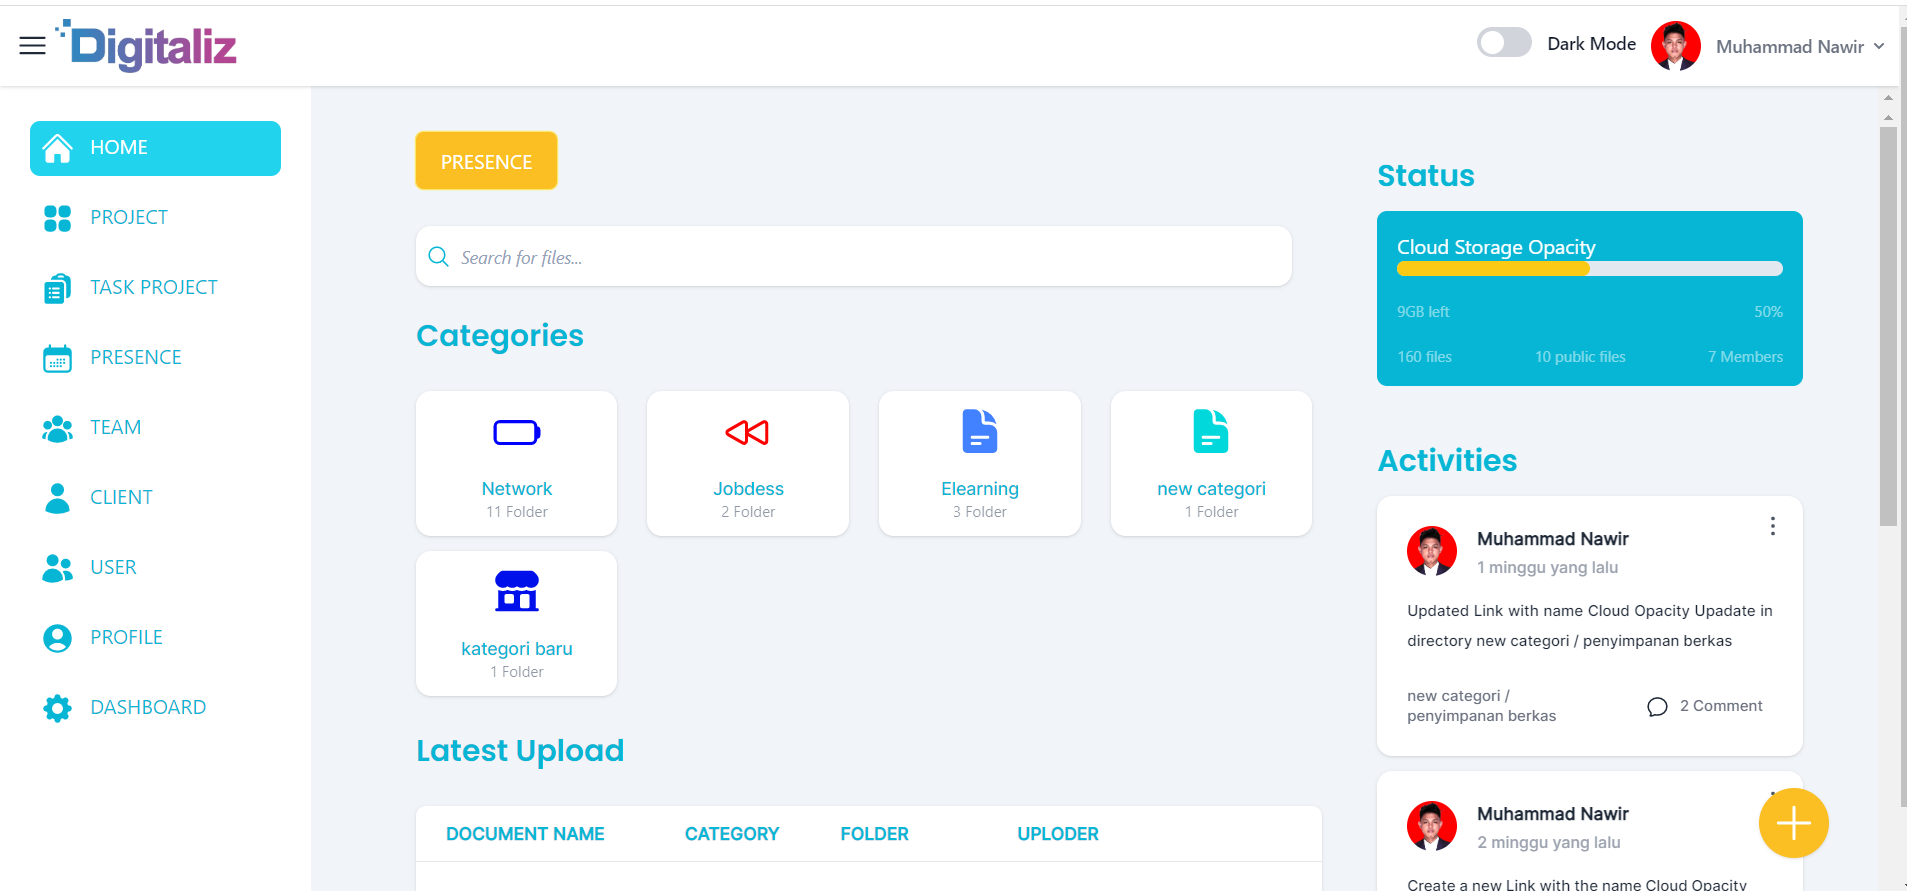 Digitaliz
Dark Mode
Muhammad Nawir
HOME
PROJECT
TASK PROJECT
PRESENCE
TEAM
CLIENT
USER
PROFILE
DASHBOARD
PRESENCE
Search for files...
Categories
Network
11 Folder
Jobdess
2 Folder
Elearning
3 Folder
new categori
1 Folder
kategori baru
1 Folder
Latest Upload
DOCUMENT NAME CATEGORY FOLDER UPLODER
Status
Cloud Storage Opacity
9GB left 50%
160 files 10 public files 7 Members
Activities
Muhammad Nawir
1 minggu yang lalu
Updated Link with name Cloud Opacity Upadate in
directory new categori / penyimpanan berkas
new categori /
penyimpanan berkas
2 Comment
Muhammad Nawir
2 minggu yang lalu
Create a new Link with the name Cloud Opacity